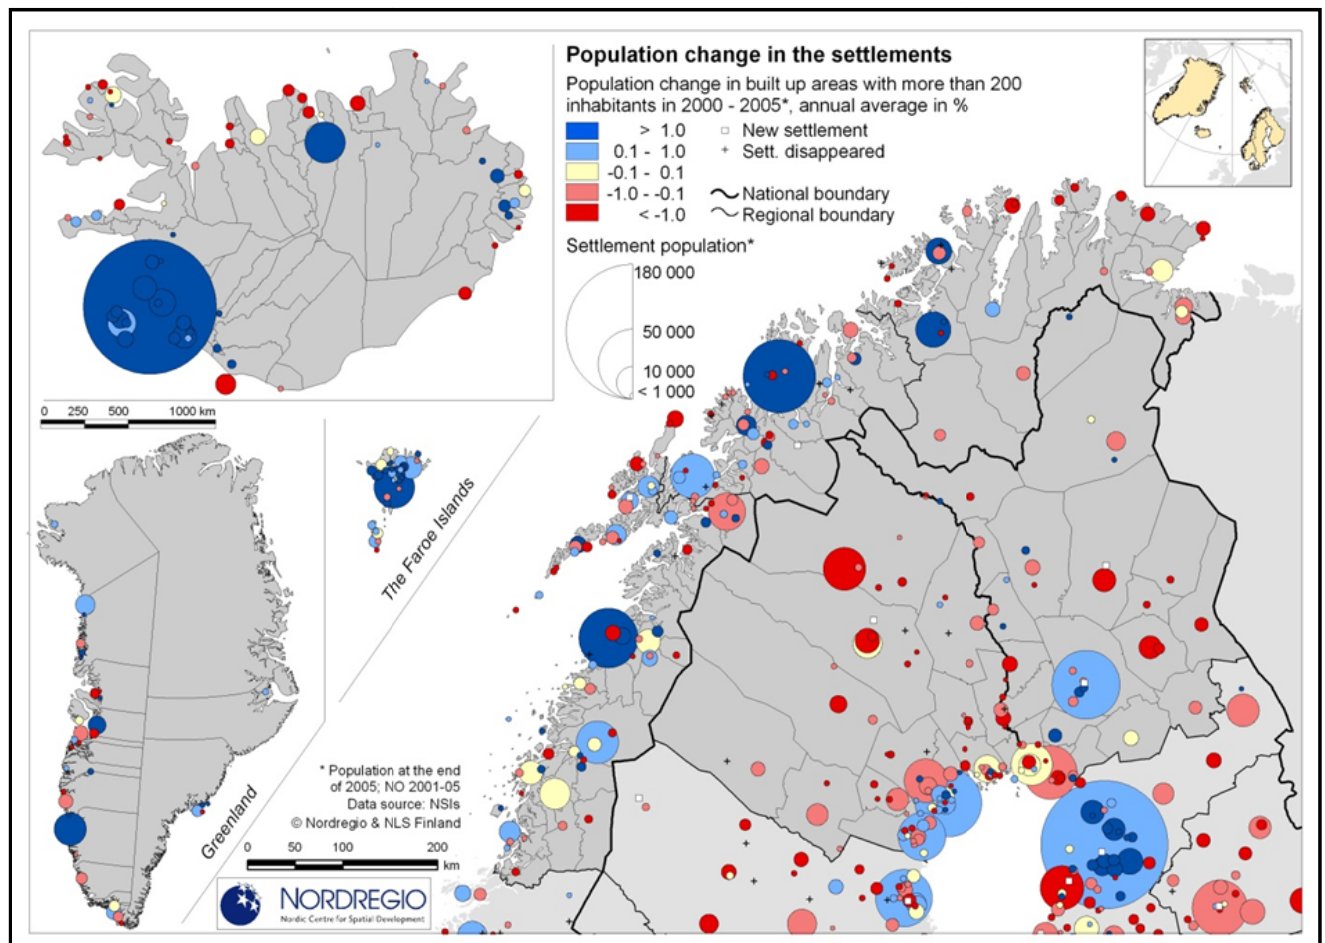 Population change in the settlements
Population change in built up areas with more than 200
inhabitants in 2000 - 2005*, annual average in %
> 1.0
0.1 - 1.0
-0.1 - 0.1
-1.0 - -0.1
< -1.0
New settlement
Sett. disappeared
National boundary
Regional boundary
Settlement population*
180 000
50 000
10 000
< 1 000
0 250 500 1000 km
The Faroe Islands
Greenland
* Population at the end
of 2005; NO 2001-05
Data source: NSIs
© Nordregio & NLS Finland
0 50 100 200
km
NORDREGIO
Nordic Centre for Spatial Development